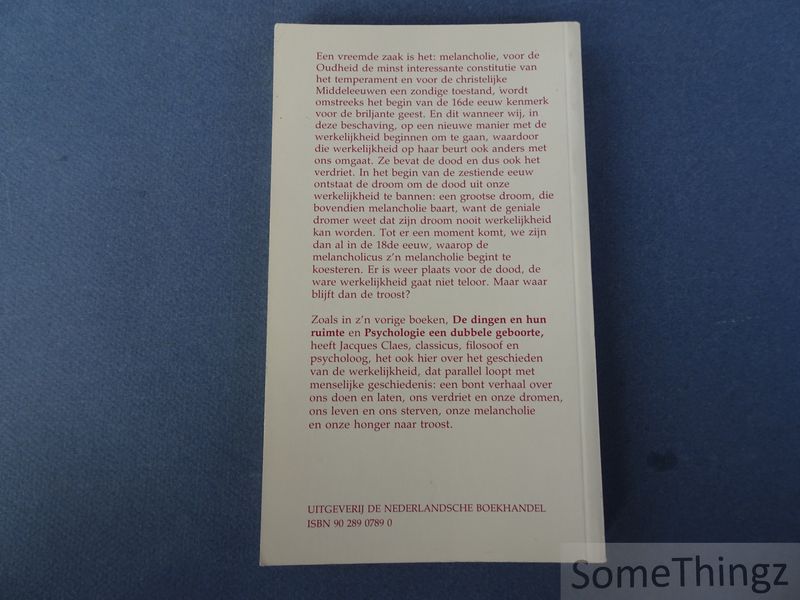 Een vreemde zaak is het: melancholie, voor de
Oudheid de minst interessante constitutie van
het temperament en voor de christelijke
Middeleeuwen een zondige toestand, wordt
omstreeks het begin van de 16de eeuw kenmerk
voor de briljante geest. En dit wanneer wij, in
deze beschaving, op een nieuwe manier met de
werkelijkheid beginnen om te gaan, waardoor
die werkelijkheid op haar beurt ook anders met
ons omgaat. Ze bevat de dood en dus ook het
verdriet. In het begin van de zestiende eeuw
ontstaat de droom om de dood uit onze
werkelijkheid te bannen: een grootse droom, die
bovendien melancholie baart, want de geniale
dromer weet dat zijn droom nooit werkelijkheid
kan worden. Tot er een moment komt, we zijn
dan al in de 18de eeuw, waarop de
melancholicus z'n melancholie begint te
koesteren. Er is weer plaats voor de dood, de
ware werkelijkheid gaat niet teloor. Maar waar
blijft dan de troost?
Zoals in z'n vorige boeken, De dingen en hun
ruimte en Psychologie een dubbele geboorte,
heeft Jacques Claes, classicus, filosoof en
psycholoog, het ook hier over het geschieden
van de werkelijkheid, dat parallel loopt met
menselijke geschiedenis: een bont verhaal over
ons doen en laten, ons verdriet en onze dromen,
ons leven en ons sterven, onze melancholie
en onze honger naar troost.
UITGEVERIJ DE NEDERLANDSCHE BOEKHANDEL
ISBN 90 289 0789 0
SomeThingz